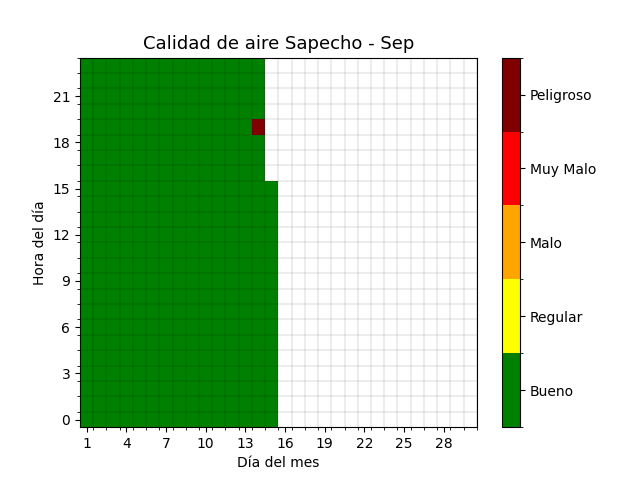 Calidad de aire Sapecho - Sep
Hora del día
21
18
15
12
9
6
3
0
1 4 7 10 13 16 19 22 25 28
Día del mes
Peligroso
Muy Malo
Malo
Regular
Bueno